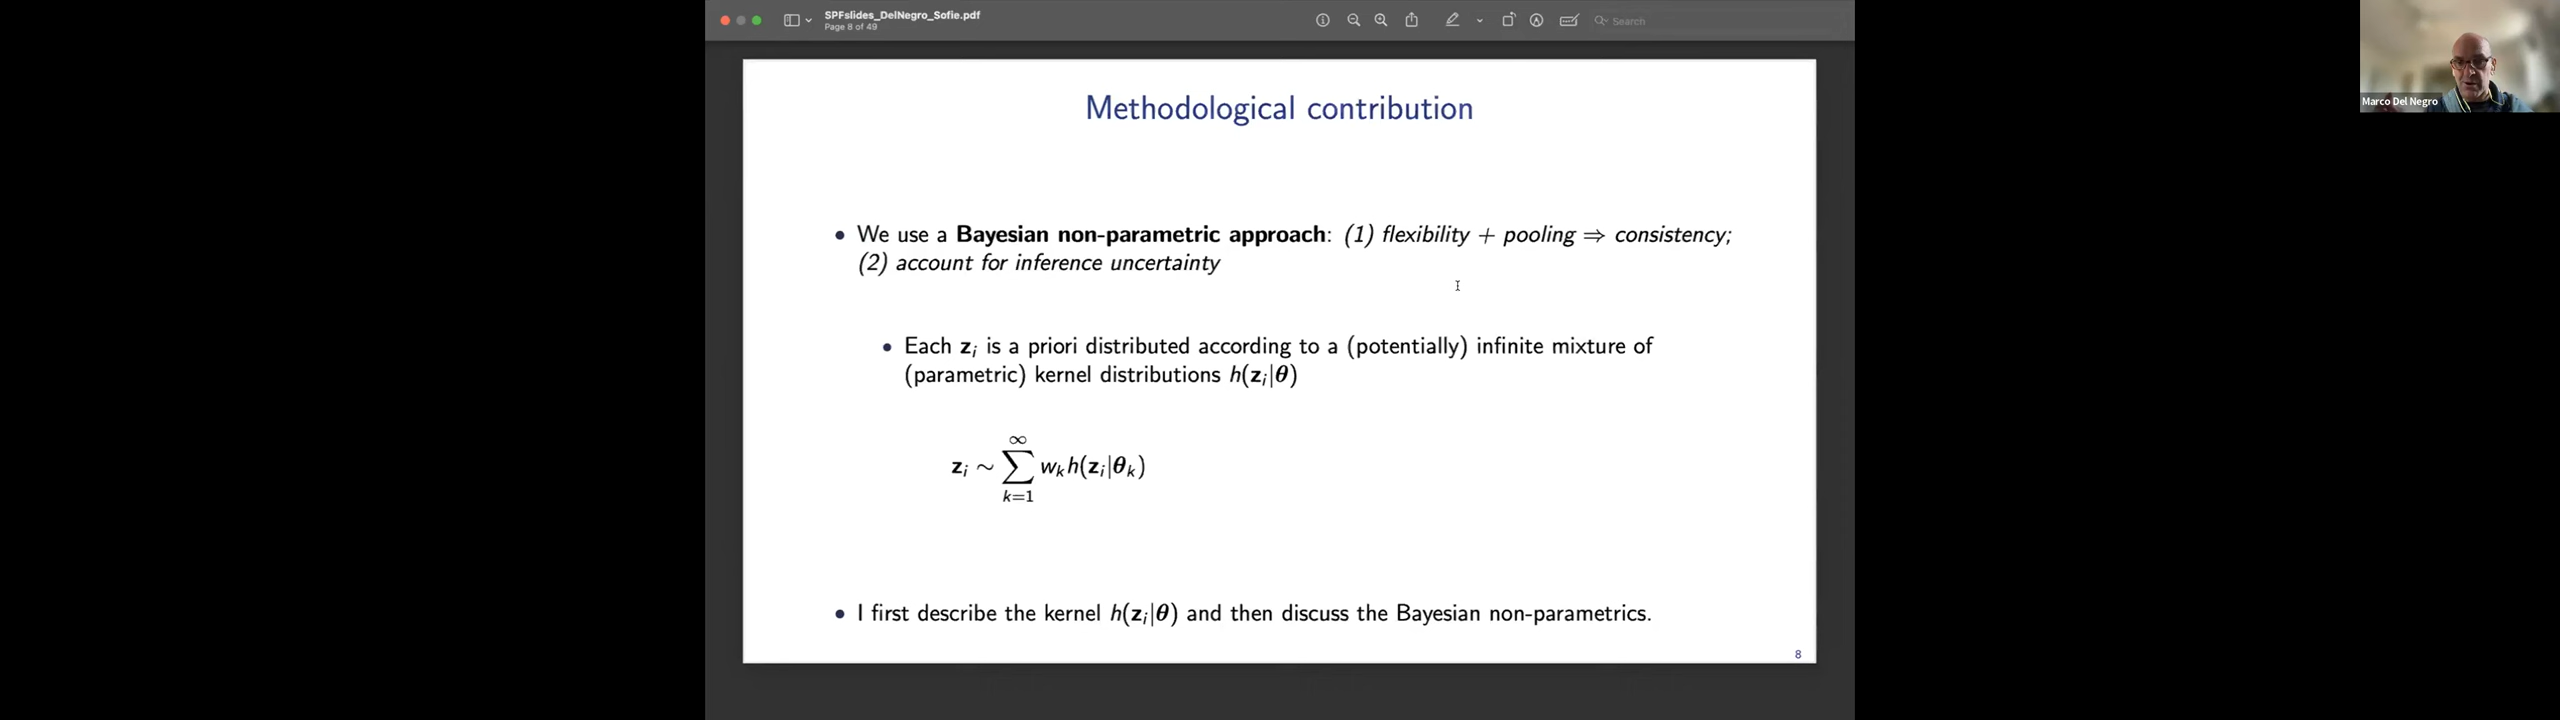 SPFslides_DelNegro_Sofie.pdf
Page 8 of 49
Search
Marco Del Negro
Methodological contribution
• We use a Bayesian non-parametric approach: (1) flexibility + pooling ⇒ consistency;
(2) account for inference uncertainty
• Each z_i is a priori distributed according to a (potentially) infinite mixture of
(parametric) kernel distributions h(z_i|θ)
z_i ∼ ∑_{k=1}^{∞} w_k h(z_i|θ_k)
• I first describe the kernel h(z_i|θ) and then discuss the Bayesian non-parametrics.
8